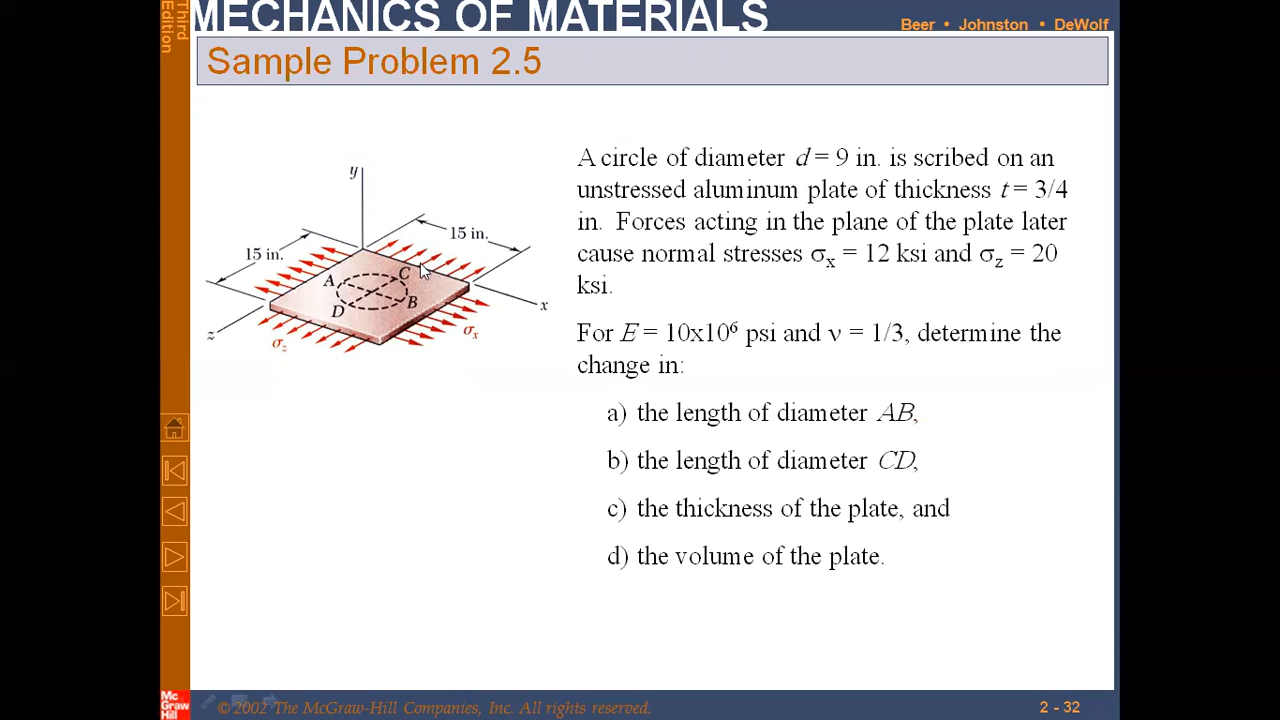 MECHANICS OF MATERIALS
Third
Edition
Beer • Johnston • DeWolf
Sample Problem 2.5
A circle of diameter d = 9 in. is scribed on an
unstressed aluminum plate of thickness t = 3/4
in. Forces acting in the plane of the plate later
cause normal stresses σx = 12 ksi and σz = 20
ksi.
For E = 10x10⁶ psi and ν = 1/3, determine the
change in:
a) the length of diameter AB,
b) the length of diameter CD,
c) the thickness of the plate, and
d) the volume of the plate.
y
15 in.
15 in.
A
C
D
B
x
z
σz
σx
Mc
Graw
Hill
©2002 The McGraw-Hill Companies, Inc. All rights reserved.
2 - 32